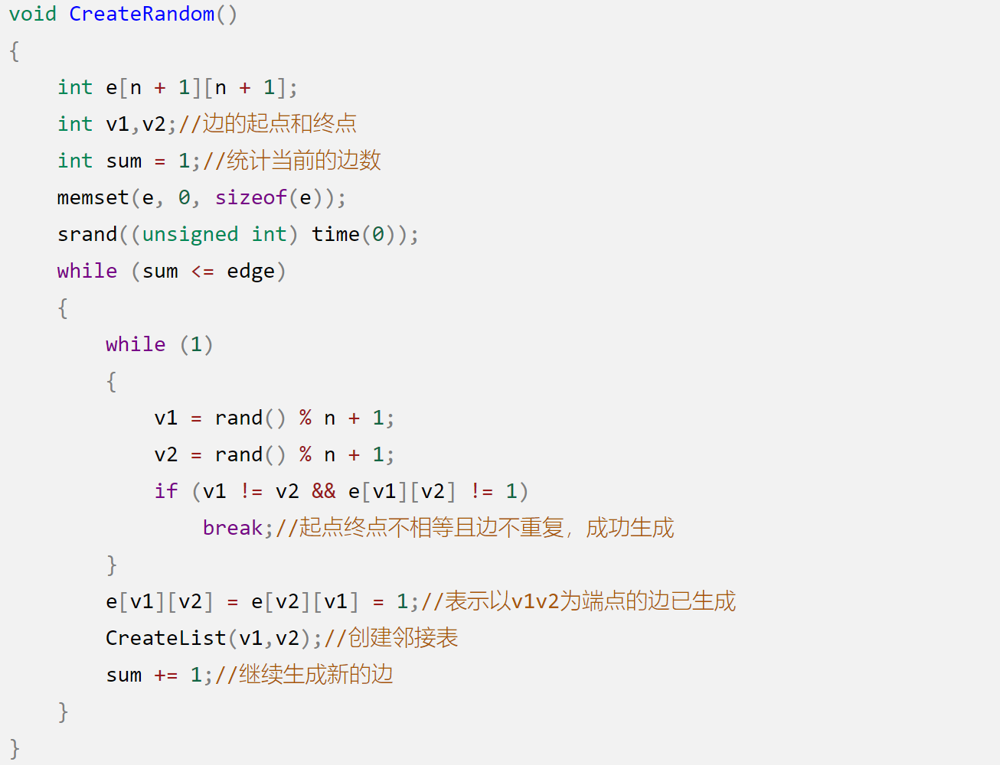 void CreateRandom()
{
    int e[n + 1][n + 1];
    int v1,v2;//边的起点和终点
    int sum = 1;//统计当前的边数
    memset(e, 0, sizeof(e));
    srand((unsigned int) time(0));
    while (sum <= edge)
    {
        while (1)
        {
            v1 = rand() % n + 1;
            v2 = rand() % n + 1;
            if (v1 != v2 && e[v1][v2] != 1)
                break;//起点终点不相等且边不重复，成功生成
        }
        e[v1][v2] = e[v2][v1] = 1;//表示以v1v2为端点的边已生成
        CreateList(v1,v2);//创建邻接表
        sum += 1;//继续生成新的边
    }
}